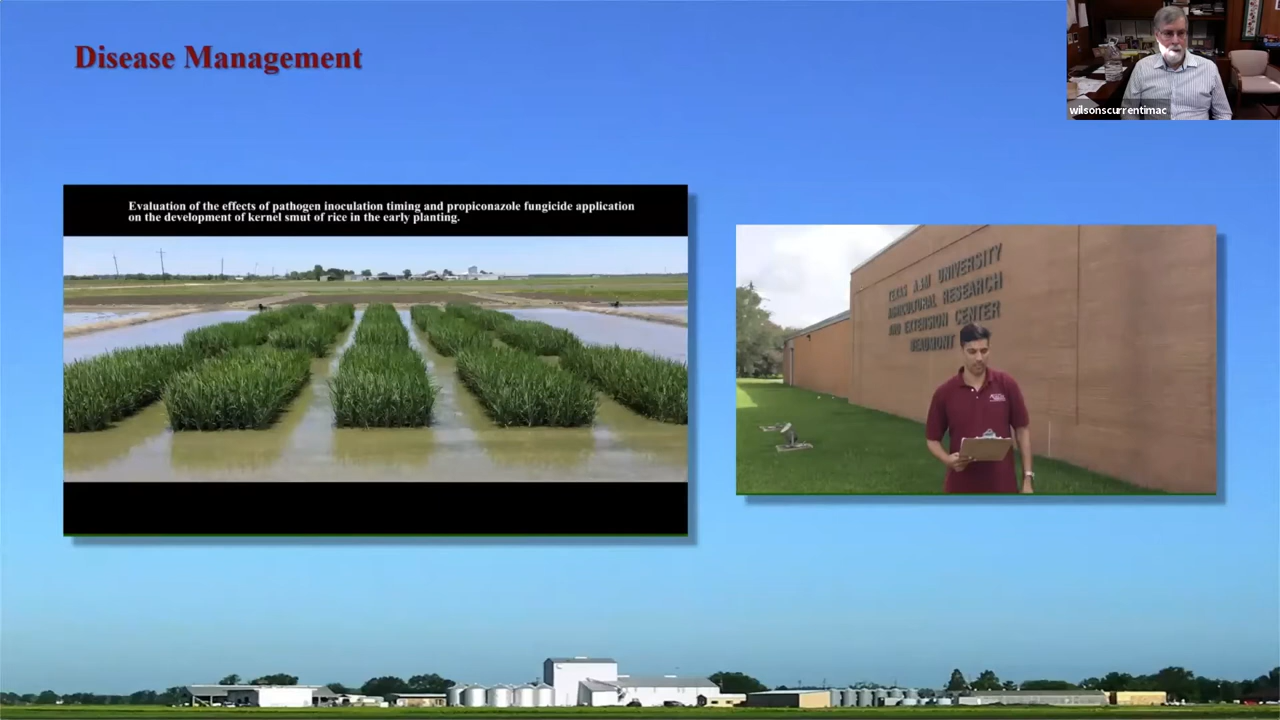 Disease Management
wilsonscurrentimac
Evaluation of the effects of pathogen inoculation timing and propiconazole fungicide application
on the development of kernel smut of rice in the early planting.
TEXAS A&M UNIVERSITY
AGRICULTURAL RESEARCH
AND EXTENSION CENTER
BEAUMONT